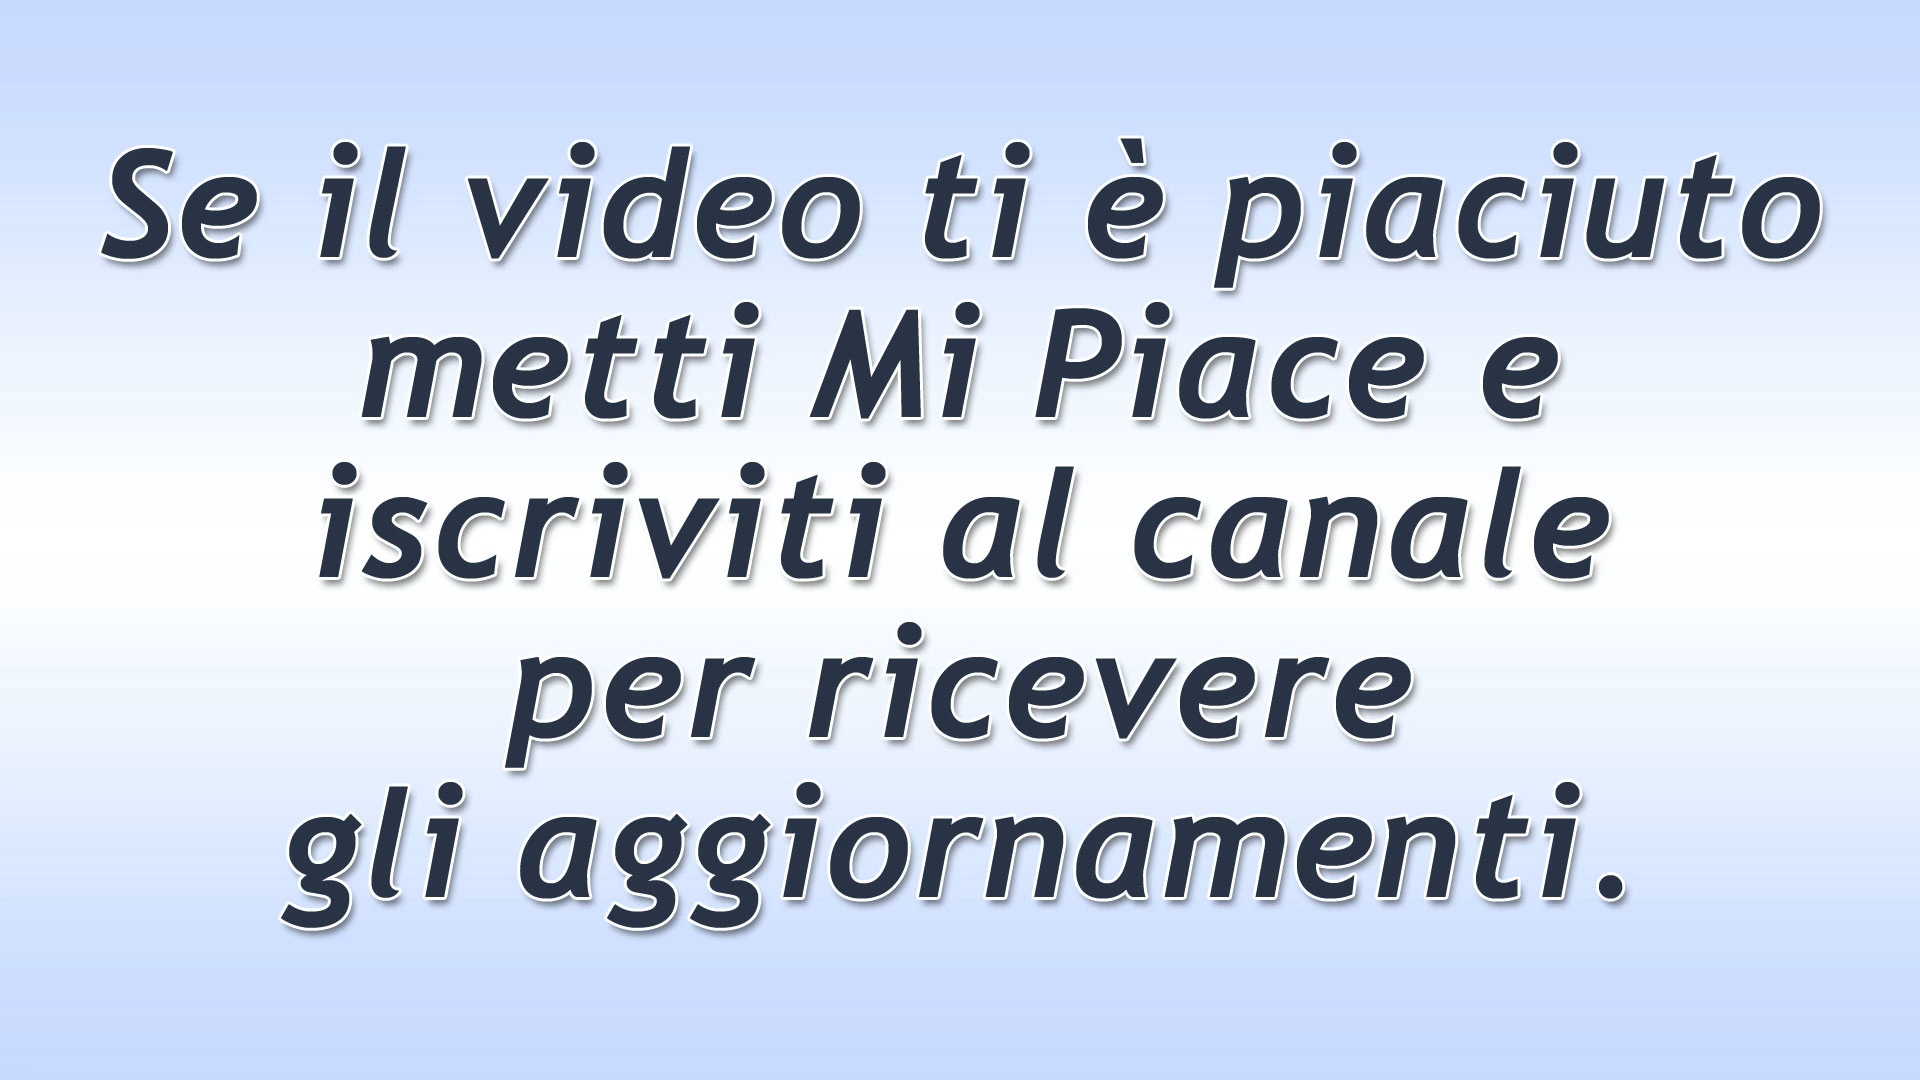 Se il video ti è piaciuto
metti Mi Piace e
iscriviti al canale
per ricevere
gli aggiornamenti.